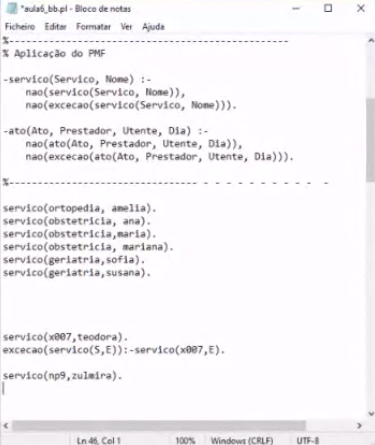 *aula6_bb.pl - Bloco de notas
Ficheiro Editar Formatar Ver Ajuda
%--------------------------------------------------
% Aplicação do PMF
-servico(Servico, Nome) :-
nao(servico(Servico, Nome)),
nao(excecao(servico(Servico, Nome))).
-ato(Ato, Prestador, Utente, Dia) :-
nao(ato(Ato, Prestador, Utente, Dia)),
nao(excecao(ato(Ato, Prestador, Utente, Dia))).
%--------------------------------- - - - - - - - - - -
servico(ortopedia, amelia).
servico(obstetricia, ana).
servico(obstetricia,maria).
servico(obstetricia, mariana).
servico(geriatria,sofia).
servico(geriatria,susana).
servico(x007,teodora).
excecao(servico(S,E)):-servico(x007,E).
servico(np9,zulmira).
Ln 46, Col 1 100% Windows (CRLF) UTF-8